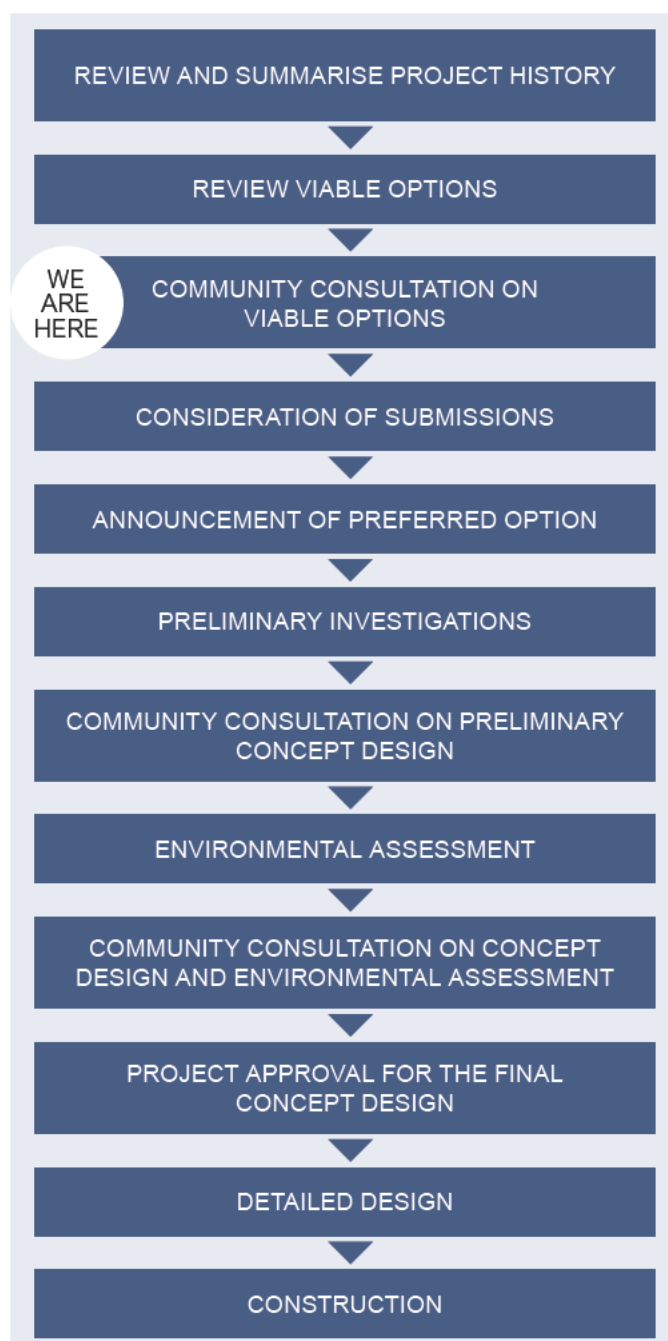 REVIEW AND SUMMARISE PROJECT HISTORY
REVIEW VIABLE OPTIONS
WE
ARE
HERE
COMMUNITY CONSULTATION ON
VIABLE OPTIONS
CONSIDERATION OF SUBMISSIONS
ANNOUNCEMENT OF PREFERRED OPTION
PRELIMINARY INVESTIGATIONS
COMMUNITY CONSULTATION ON PRELIMINARY
CONCEPT DESIGN
ENVIRONMENTAL ASSESSMENT
COMMUNITY CONSULTATION ON CONCEPT
DESIGN AND ENVIRONMENTAL ASSESSMENT
PROJECT APPROVAL FOR THE FINAL
CONCEPT DESIGN
DETAILED DESIGN
CONSTRUCTION